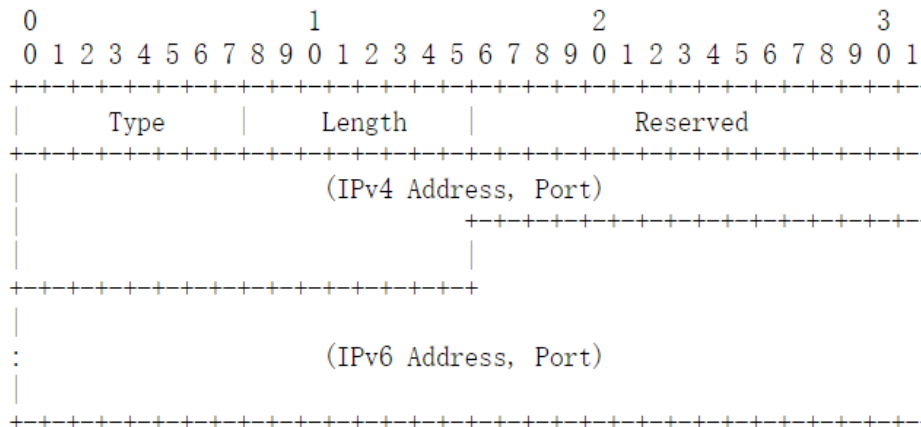 0                   1                   2                   3
0 1 2 3 4 5 6 7 8 9 0 1 2 3 4 5 6 7 8 9 0 1 2 3 4 5 6 7 8 9 0 1
+-+-+-+-+-+-+-+-+-+-+-+-+-+-+-+-+-+-+-+-+-+-+-+-+-+-+-+-+-+-+-+-
|      Type     |     Length    |           Reserved
+-+-+-+-+-+-+-+-+-+-+-+-+-+-+-+-+-+-+-+-+-+-+-+-+-+-+-+-+-+-+-+-
|                     (IPv4 Address, Port)
|                               +-+-+-+-+-+-+-+-+-+-+-+-+-+-+-+-
|                               |
+-+-+-+-+-+-+-+-+-+-+-+-+-+-+-+-+
|
:                     (IPv6 Address, Port)
|
+-+-+-+-+-+-+-+-+-+-+-+-+-+-+-+-+-+-+-+-+-+-+-+-+-+-+-+-+-+-+-+-